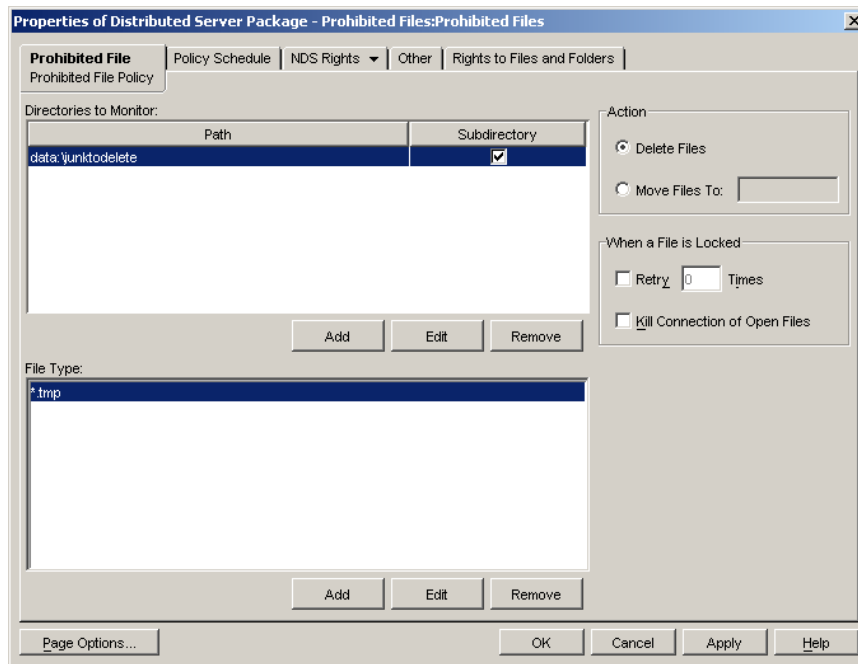 Properties of Distributed Server Package - Prohibited Files:Prohibited Files
Prohibited File
Policy Schedule
NDS Rights
Other
Rights to Files and Folders
Prohibited File Policy
Directories to Monitor:
Path
Subdirectory
data:\junktodelete
Add
Edit
Remove
File Type:
*.tmp
Add
Edit
Remove
Action
Delete Files
Move Files To:
When a File is Locked
Retry 0 Times
Kill Connection of Open Files
Page Options...
OK
Cancel
Apply
Help